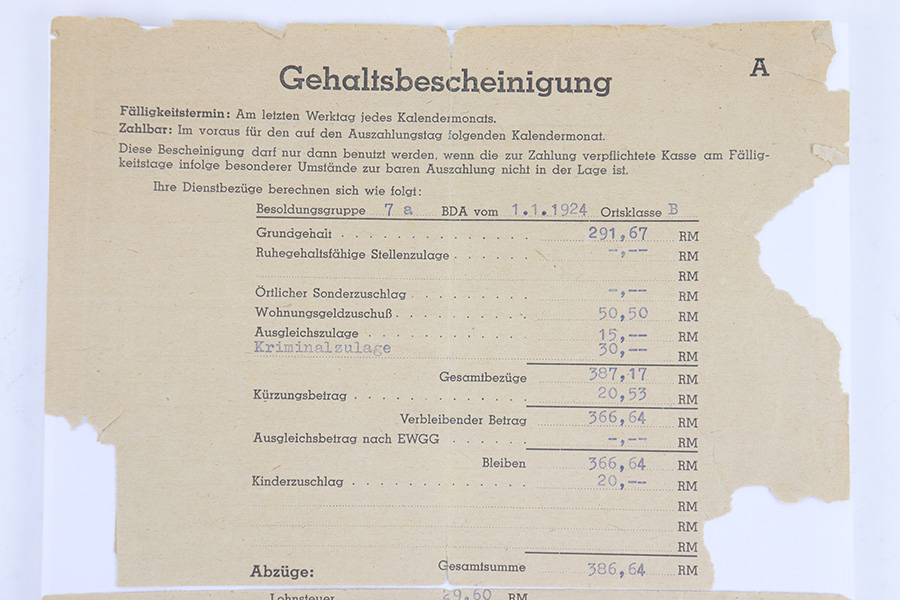 A
Gehaltsbescheinigung
Fälligkeitstermin: Am letzten Werktag jedes Kalendermonats.
Zahlbar: Im voraus für den auf den Auszahlungstag folgenden Kalendermonat.
Diese Bescheinigung darf nur dann benutzt werden, wenn die zur Zahlung verpflichtete Kasse am Fällig-
keitstage infolge besonderer Umstände zur baren Auszahlung nicht in der Lage ist.
Ihre Dienstbezüge berechnen sich wie folgt:
Besoldungsgruppe 7 a BDA vom 1.1.1924 Ortsklasse B
Grundgehalt . . . . . . . . . . . . . . 291,67 RM
Ruhegehaltsfähige Stellenzulage . . . . . . -,-- RM
RM
Örtlicher Sonderzuschlag . . . . . . . . . -,-- RM
Wohnungsgeldzuschuß . . . . . . . . . . 50,50 RM
Ausgleichszulage . . . . . . . . . . . . 15,-- RM
Kriminalzulage 30,-- RM
Gesamtbezüge 387,17 RM
Kürzungsbetrag . . . . . . . . . . . . . 20,53 RM
Verbleibender Betrag 366,64 RM
Ausgleichsbetrag nach EWGG . . . . . . -,-- RM
Bleiben 366,64 RM
Kinderzuschlag . . . . . . . . . . . . . 20,-- RM
RM
RM
RM
Gesamtsumme 386,64 RM
Abzüge:
Lohnsteuer 29,60 RM